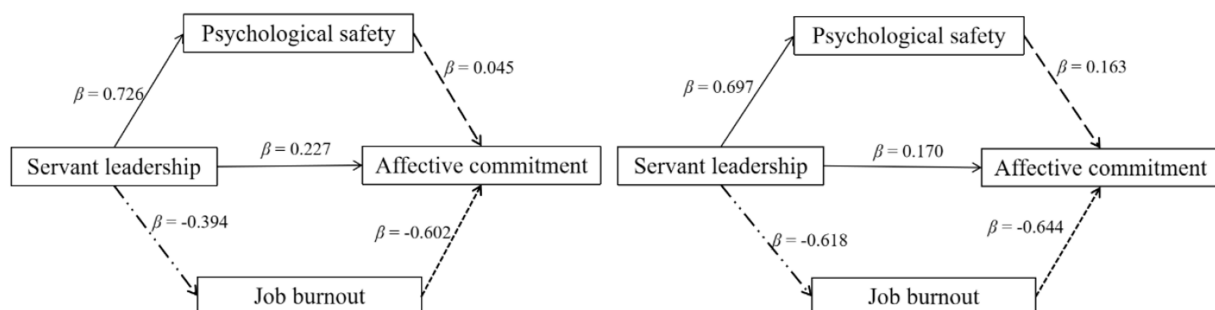 Psychological safety
β = 0.045
β = 0.726
β = 0.227
Servant leadership
Affective commitment
β = -0.394
β = -0.602
Job burnout
Psychological safety
β = 0.163
β = 0.697
β = 0.170
Servant leadership
Affective commitment
β = -0.618
β = -0.644
Job burnout